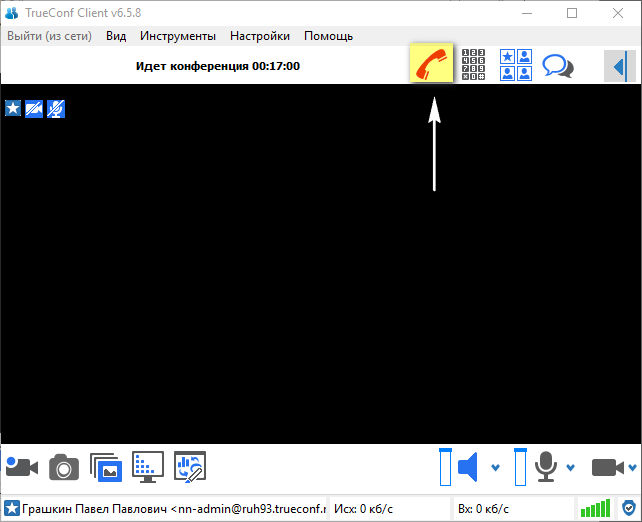 TrueConf Client v6.5.8
Выйти (из сети) Вид Инструменты Настройки Помощь
Идет конференция 00:17:00
Грашкин Павел Павлович <nn-admin@ruh93.trueconf.r
Исх: 0 кб/с
Вх: 0 кб/с